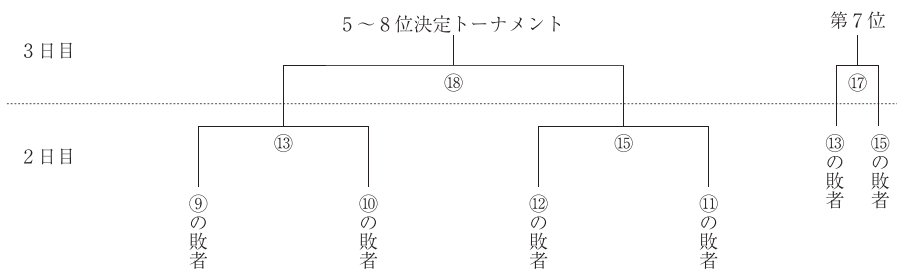 5～8位決定トーナメント
第7位
3日目
⑱
⑰
2日目
⑬
⑮
⑬の敗者
⑮の敗者
⑨の敗者
⑩の敗者
⑫の敗者
⑪の敗者